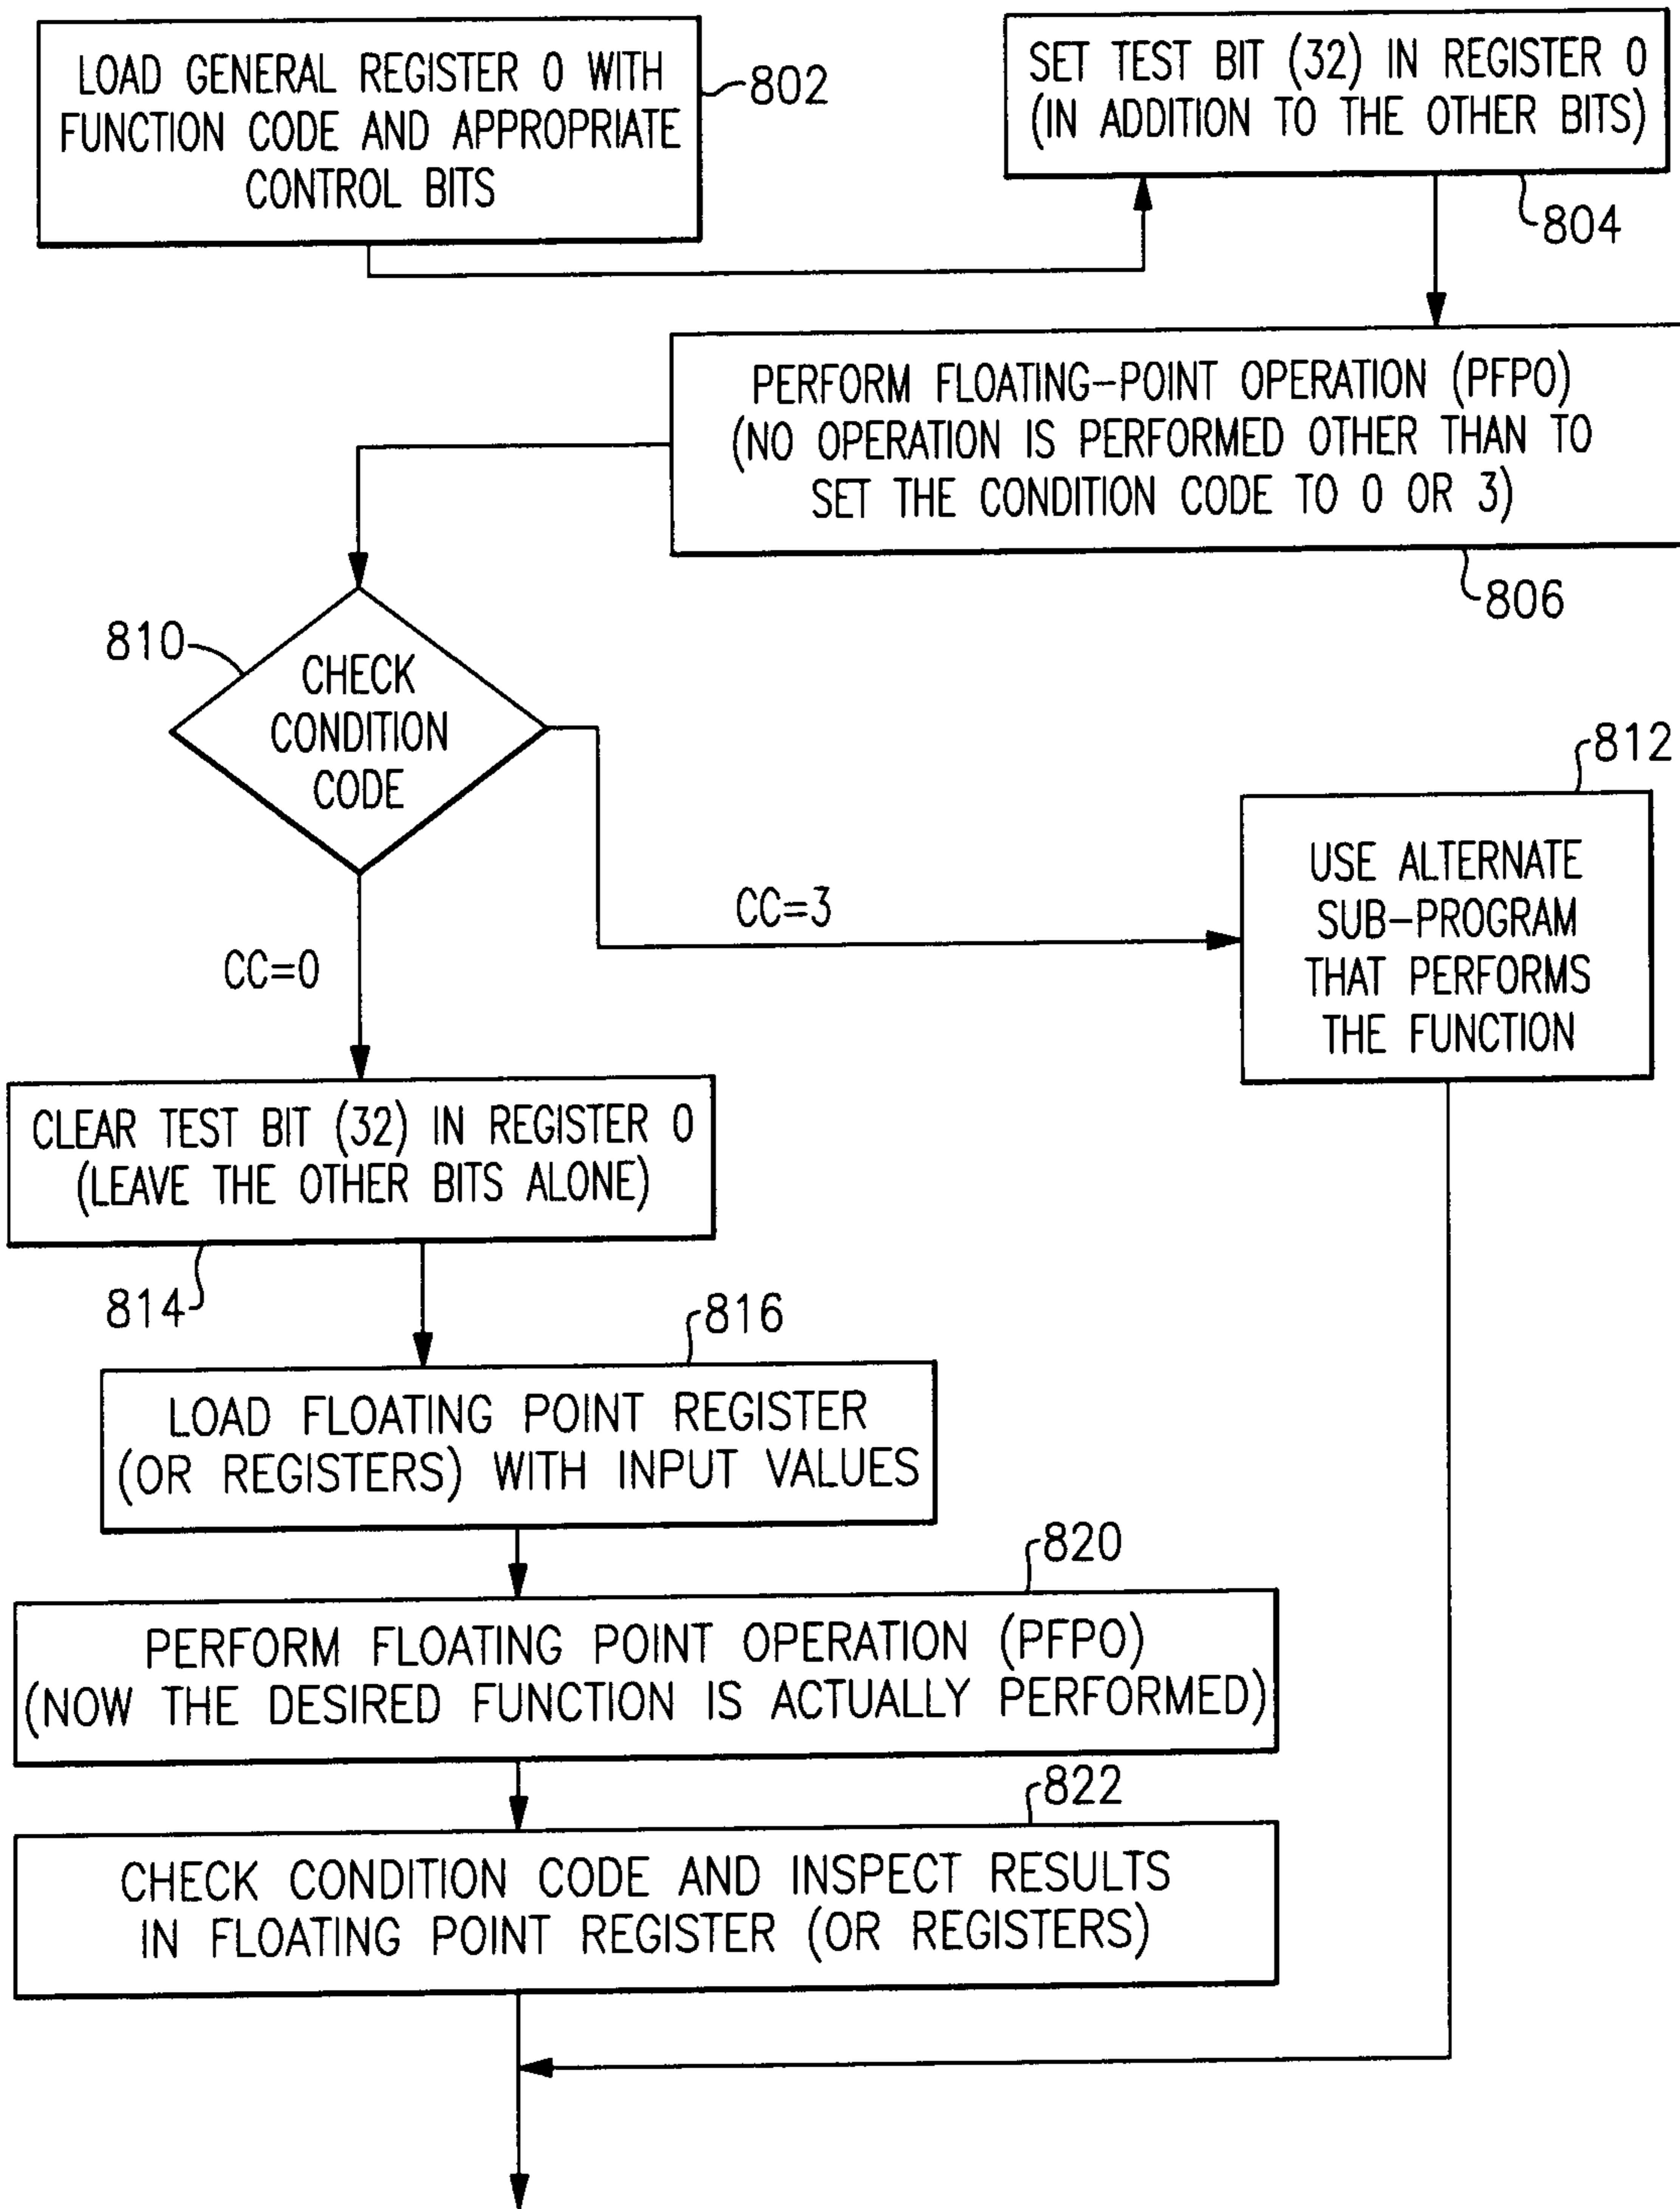 LOAD GENERAL REGISTER 0 WITH
FUNCTION CODE AND APPROPRIATE
CONTROL BITS
802
SET TEST BIT (32) IN REGISTER 0
(IN ADDITION TO THE OTHER BITS)
804
PERFORM FLOATING-POINT OPERATION (PFPO)
(NO OPERATION IS PERFORMED OTHER THAN TO
SET THE CONDITION CODE TO 0 OR 3)
806
810
CHECK
CONDITION
CODE
CC=3
CC=0
812
USE ALTERNATE
SUB-PROGRAM
THAT PERFORMS
THE FUNCTION
CLEAR TEST BIT (32) IN REGISTER 0
(LEAVE THE OTHER BITS ALONE)
814
816
LOAD FLOATING POINT REGISTER
(OR REGISTERS) WITH INPUT VALUES
820
PERFORM FLOATING POINT OPERATION (PFPO)
(NOW THE DESIRED FUNCTION IS ACTUALLY PERFORMED)
822
CHECK CONDITION CODE AND INSPECT RESULTS
IN FLOATING POINT REGISTER (OR REGISTERS)